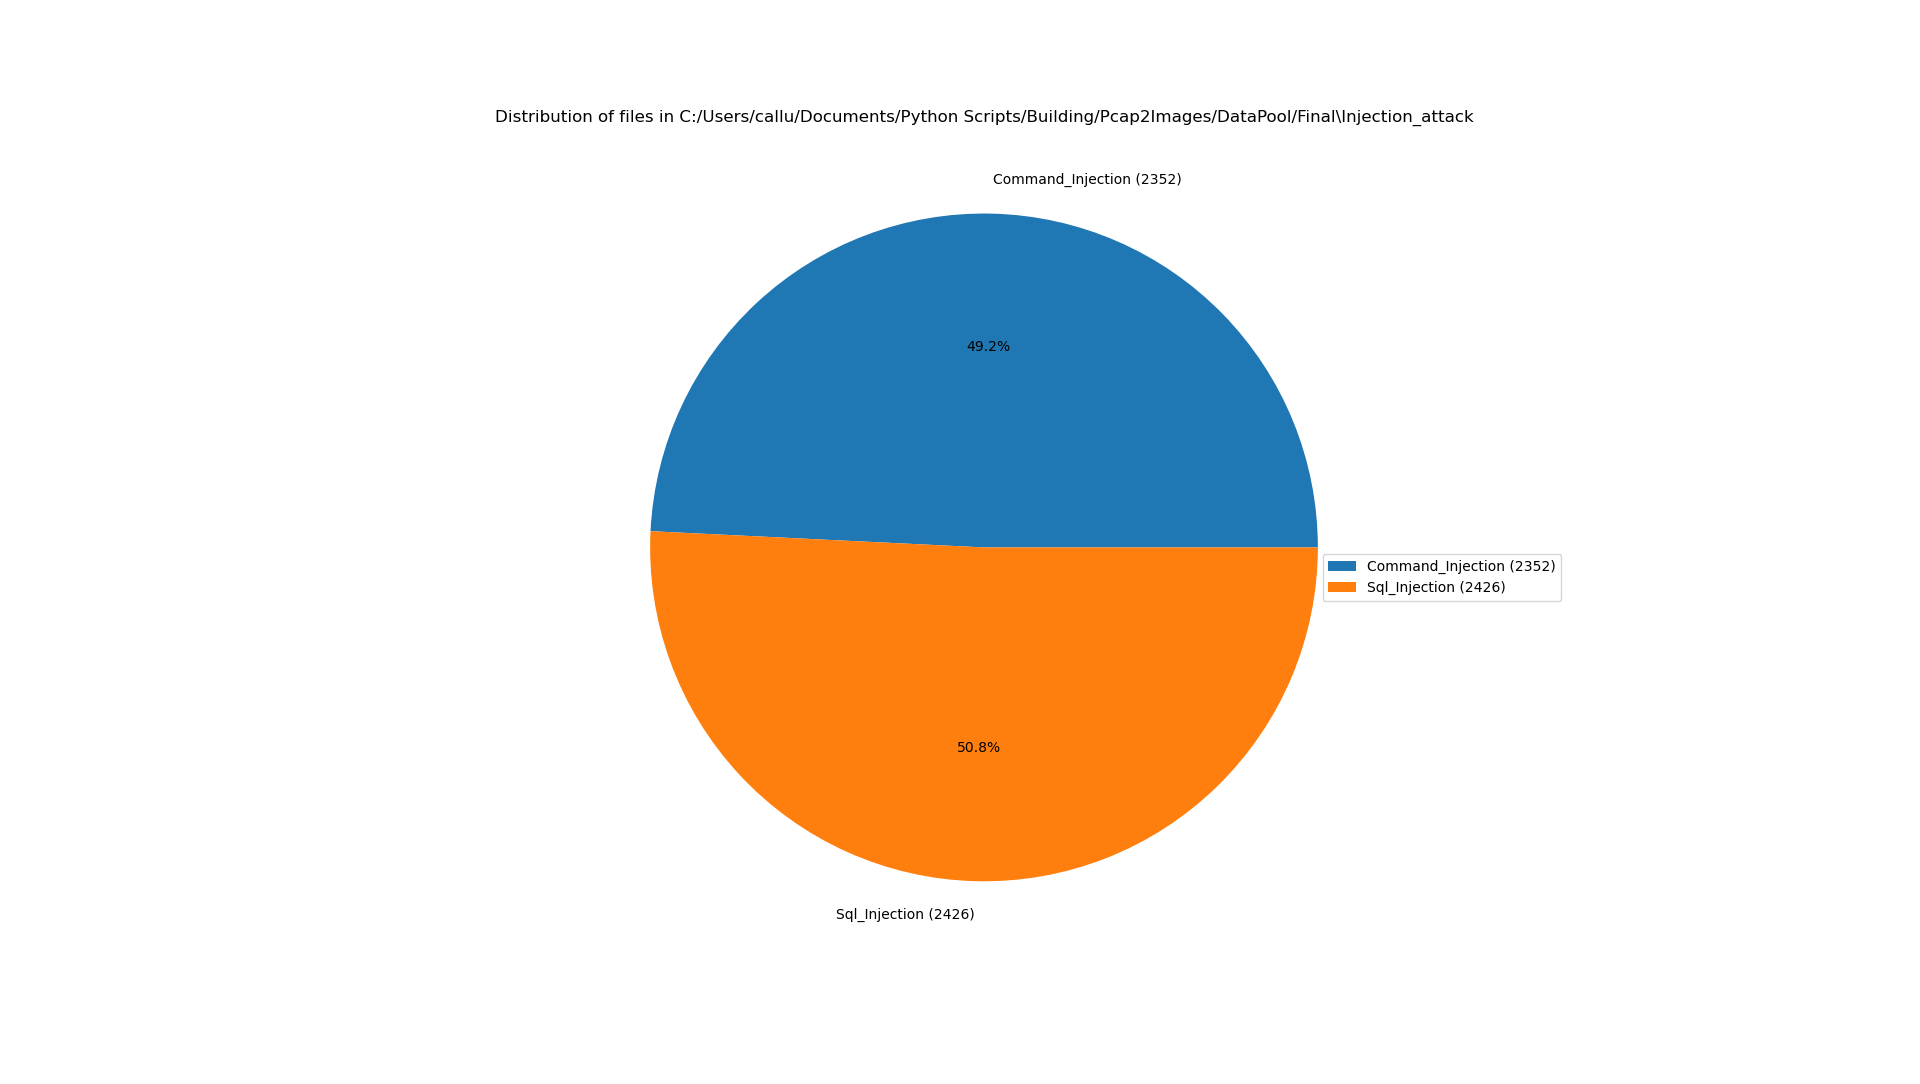 Distribution of files in C:/Users/callu/Documents/Python Scripts/Building/Pcap2Images/DataPool/Final\Injection_attack
Command_Injection (2352)
49.2%
Command_Injection (2352)
Sql_Injection (2426)
50.8%
Sql_Injection (2426)